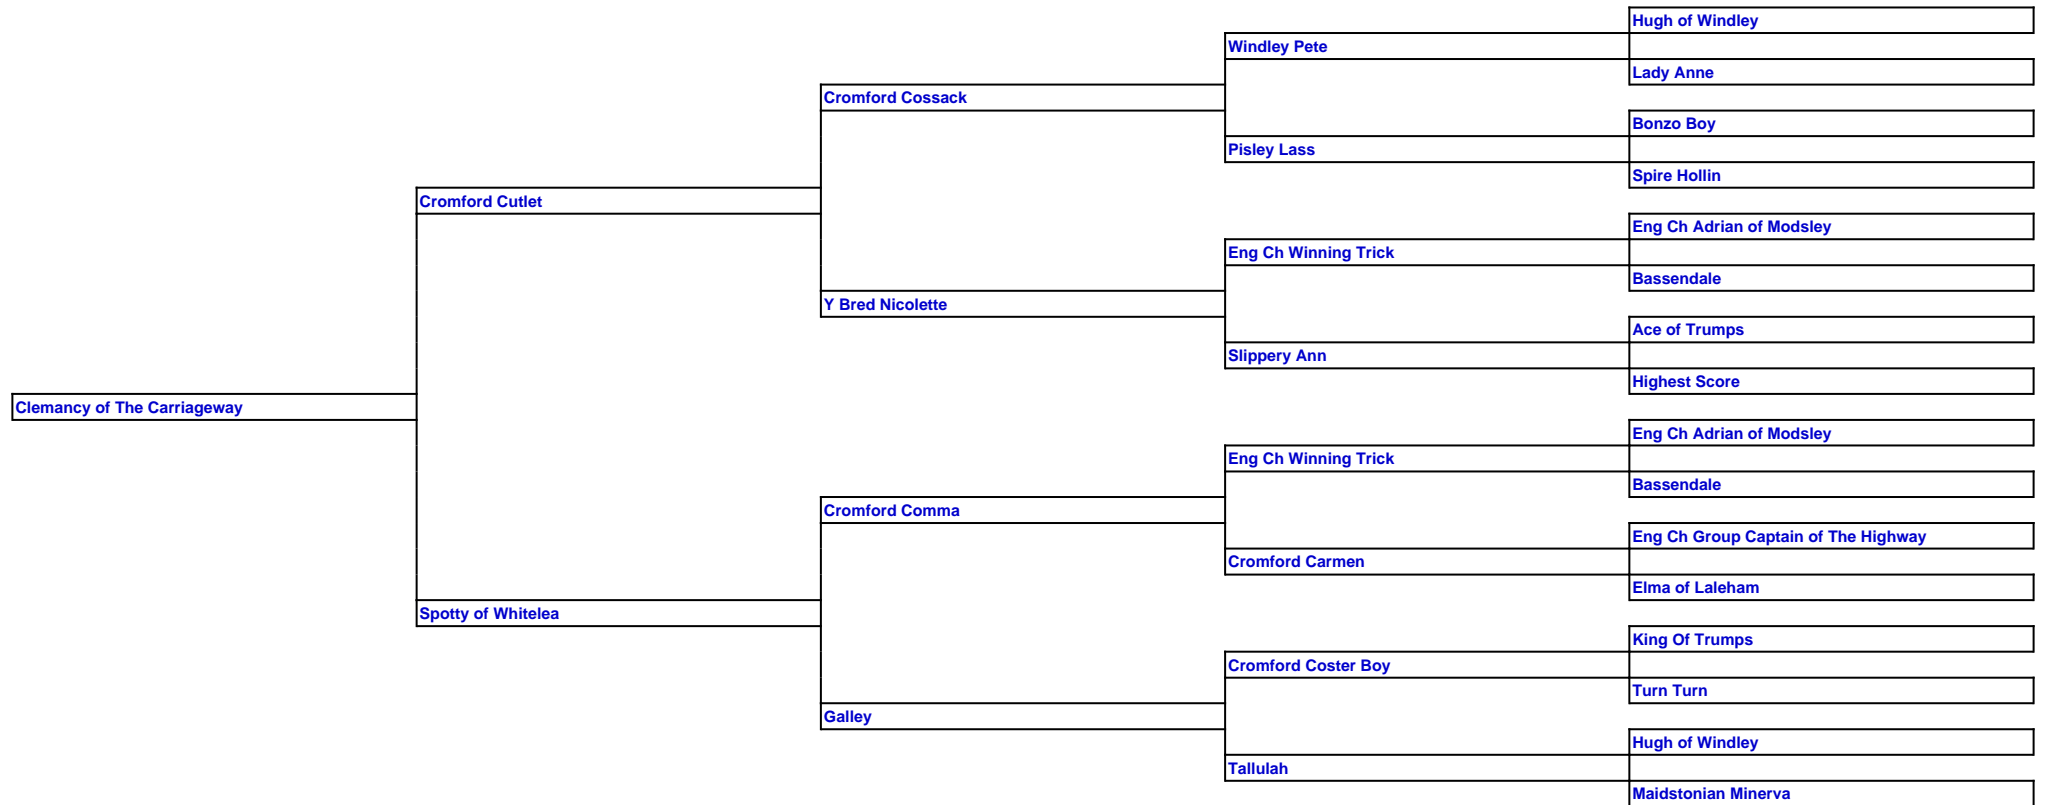 Hugh of Windley
Windley Pete
Lady Anne
Cromford Cossack
Bonzo Boy
Pisley Lass
Spire Hollin
Cromford Cutlet
Eng Ch Adrian of Modsley
Eng Ch Winning Trick
Bassendale
Y Bred Nicolette
Ace of Trumps
Slippery Ann
Highest Score
Clemancy of The Carriageway
Eng Ch Adrian of Modsley
Eng Ch Winning Trick
Bassendale
Cromford Comma
Eng Ch Group Captain of The Highway
Cromford Carmen
Elma of Laleham
Spotty of Whitelea
King Of Trumps
Cromford Coster Boy
Turn Turn
Galley
Hugh of Windley
Tallulah
Maidstonian Minerva